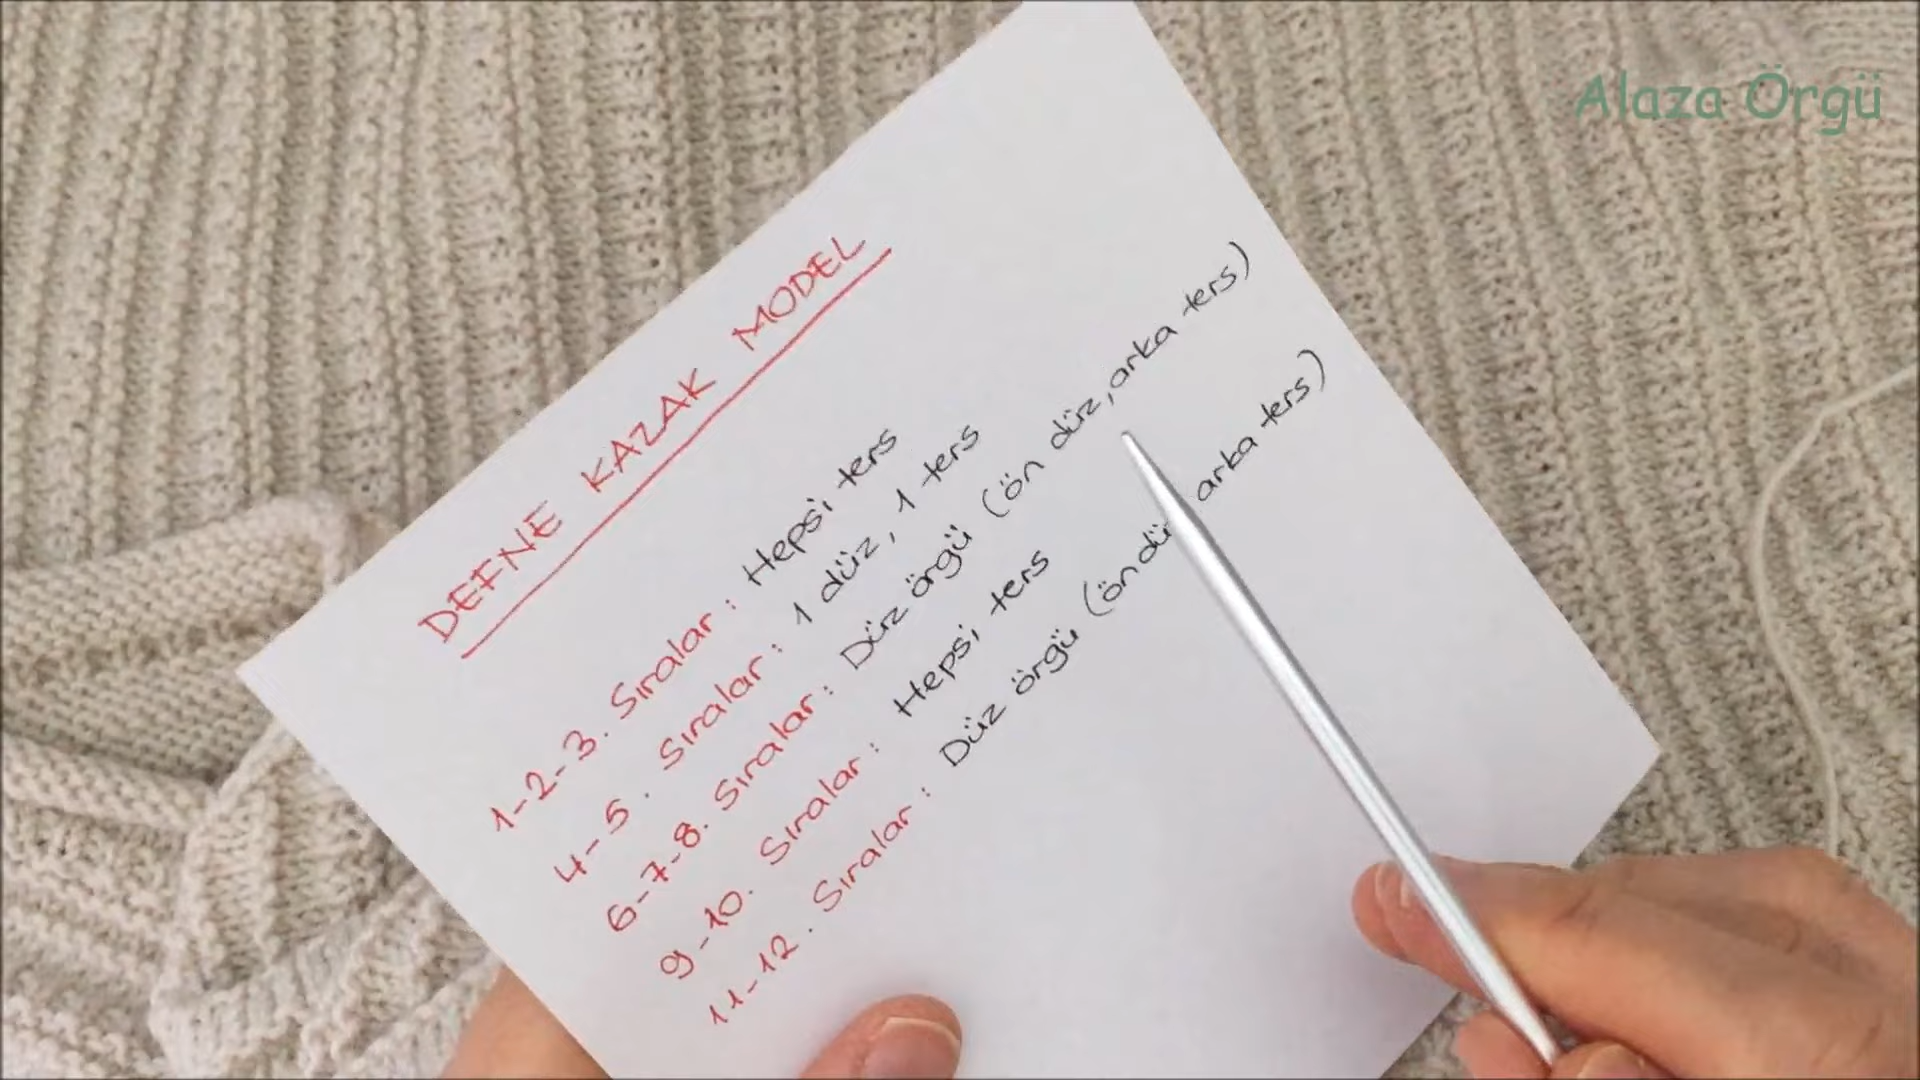 Alaza Örgü
DEFNE KAZAK MODEL
1-2-3. Sıralar: Hepsi ters
4-5. Sıralar: 1 düz, 1 ters
6-7-8. Sıralar: Düz örgü (ön düz, arka ters)
9-10. Sıralar: Hepsi ters
11-12. Sıralar: Düz örgü (ön dü arka ters)